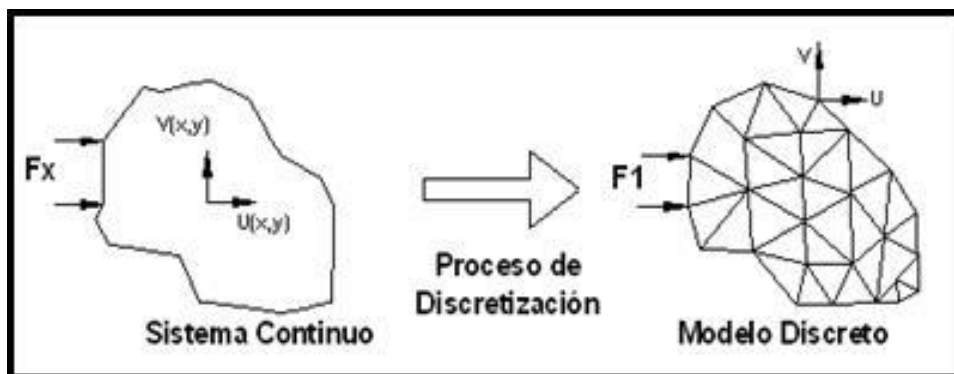 V(x,y)
Fx
U(x,y)
Sistema Continuo
Proceso de
Discretización
V
U
F1
Modelo Discreto